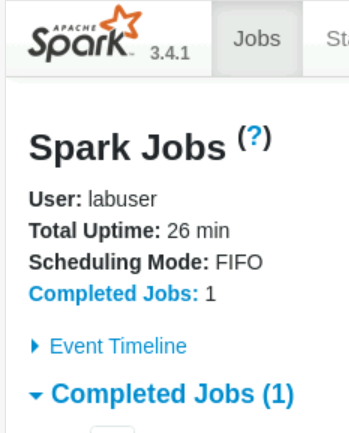 APACHE
Spark 3.4.1 Jobs
Spark Jobs (?)
User: labuser
Total Uptime: 26 min
Scheduling Mode: FIFO
Completed Jobs: 1
Event Timeline
Completed Jobs (1)